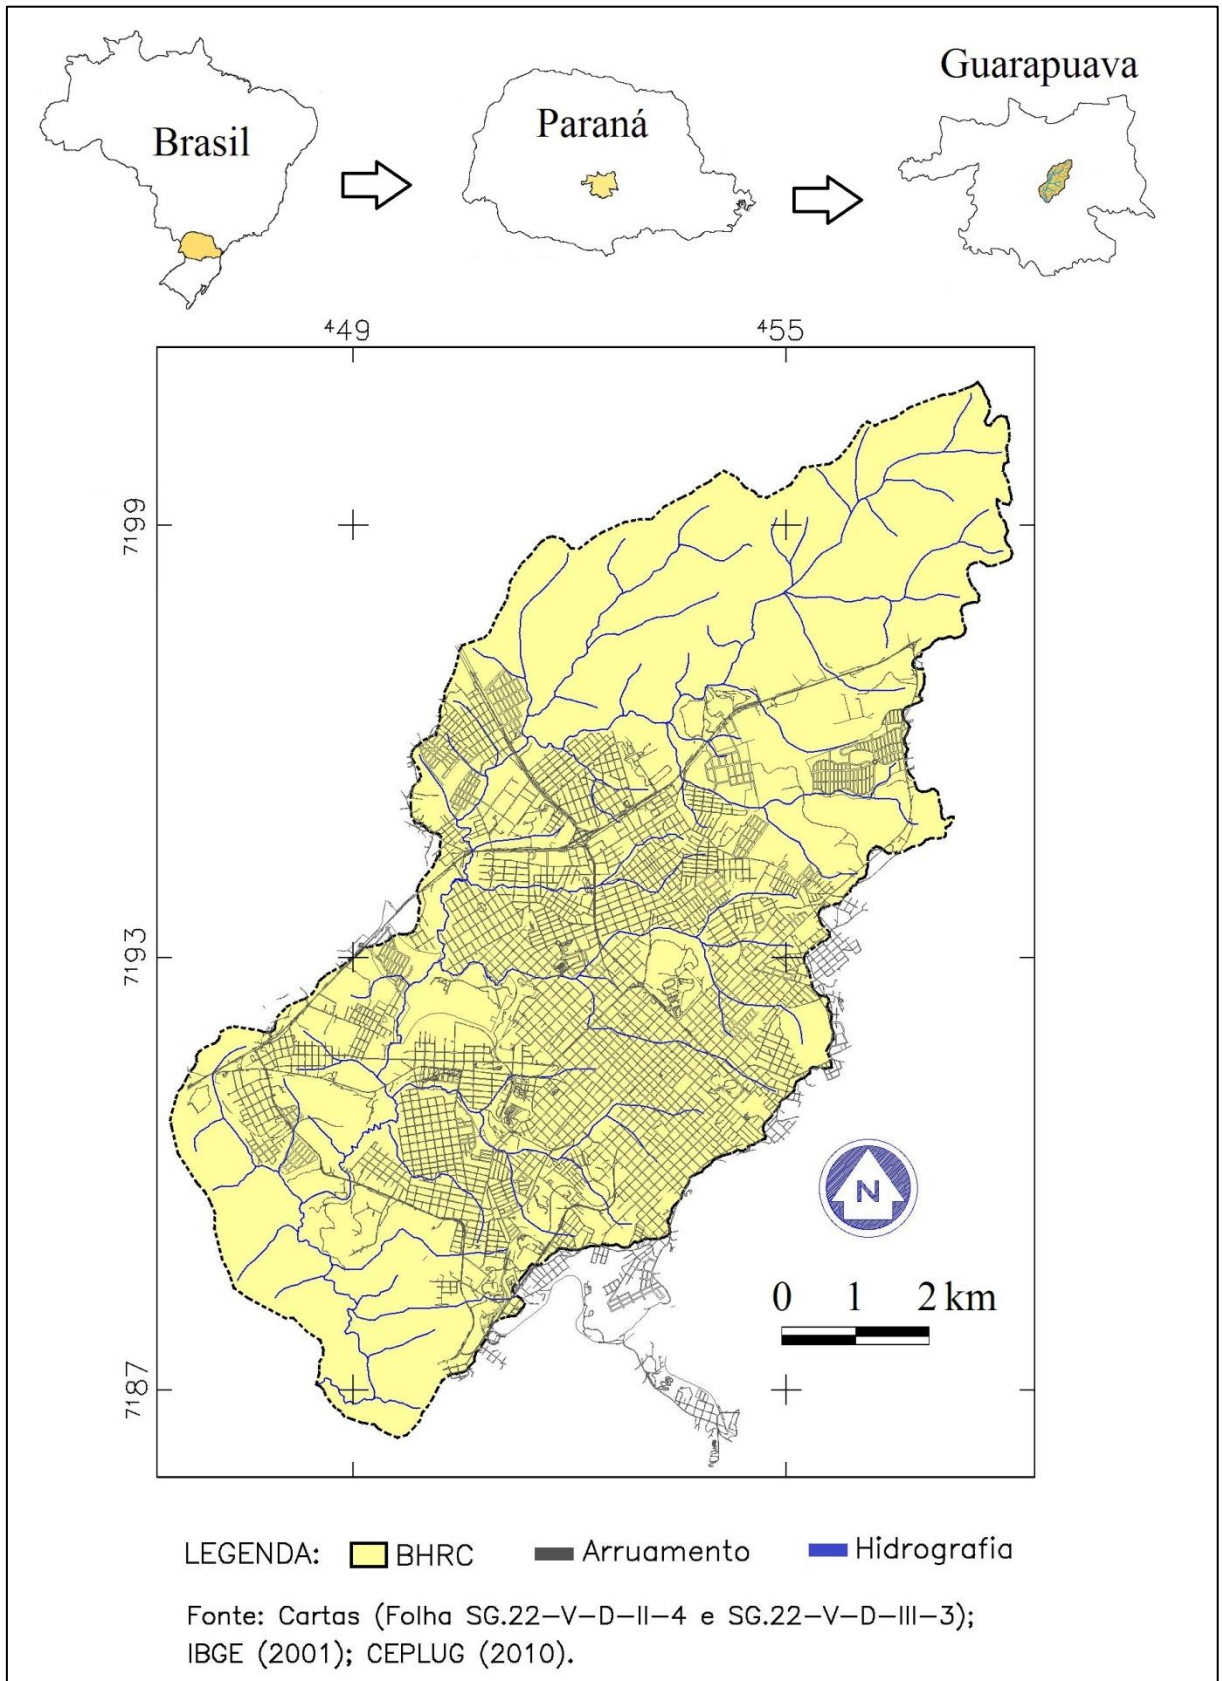 Brasil
Paraná
Guarapuava
⁴49
⁴55
7199
7193
7187
N
0 1 2 km
LEGENDA: BHRC Arruamento Hidrografia
Fonte: Cartas (Folha SG.22-V-D-II-4 e SG.22-V-D-III-3);
IBGE (2001); CEPLUG (2010).